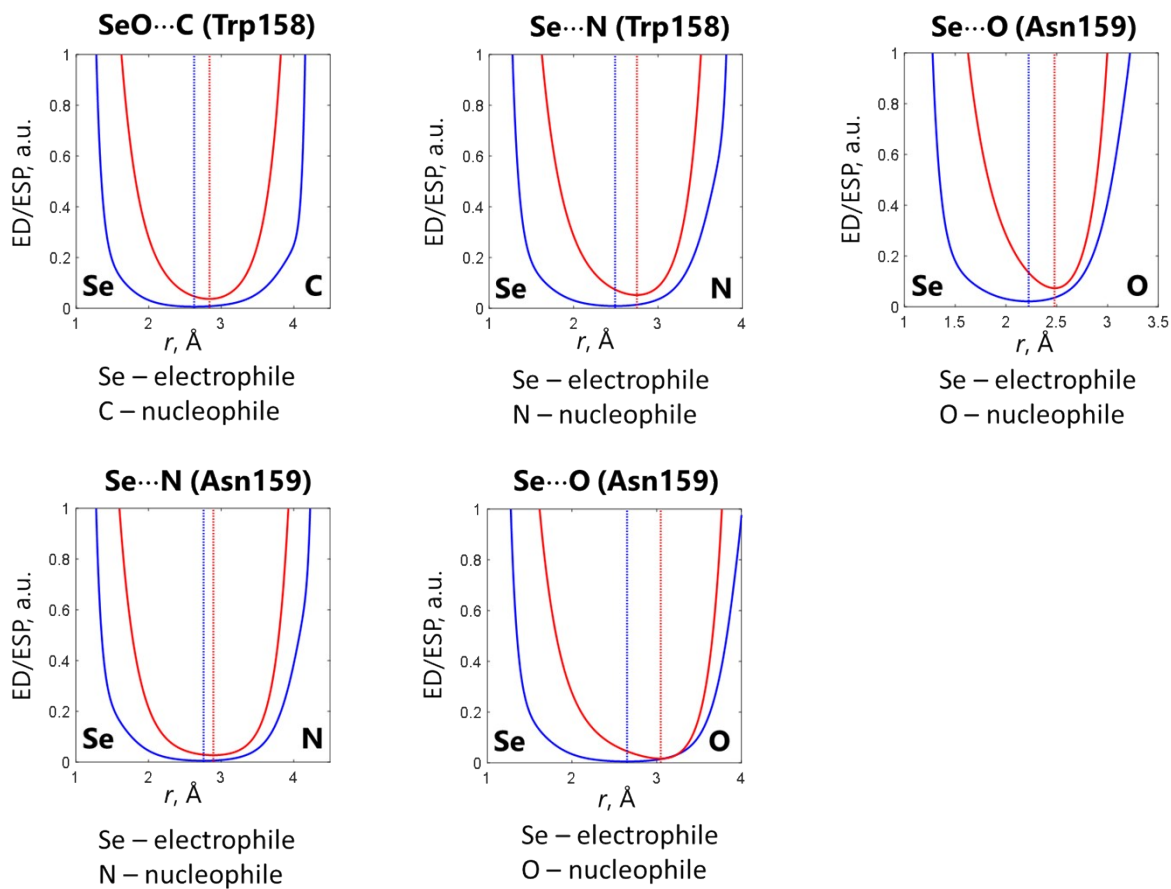 SeO···C (Trp158)
ED/ESP, a.u.
1
0.8
0.6
0.4
0.2
0
Se
C
1 2 3 4
r, Å
Se – electrophile
C – nucleophile
Se···N (Trp158)
ED/ESP, a.u.
1
0.8
0.6
0.4
0.2
0
Se
N
1 2 3 4
r, Å
Se – electrophile
N – nucleophile
Se···O (Asn159)
ED/ESP, a.u.
1
0.8
0.6
0.4
0.2
0
Se
O
1 1.5 2 2.5 3 3.5
r, Å
Se – electrophile
O – nucleophile
Se···N (Asn159)
ED/ESP, a.u.
1
0.8
0.6
0.4
0.2
0
Se
N
1 2 3 4
r, Å
Se – electrophile
N – nucleophile
Se···O (Asn159)
ED/ESP, a.u.
1
0.8
0.6
0.4
0.2
0
Se
O
1 2 3 4
r, Å
Se – electrophile
O – nucleophile